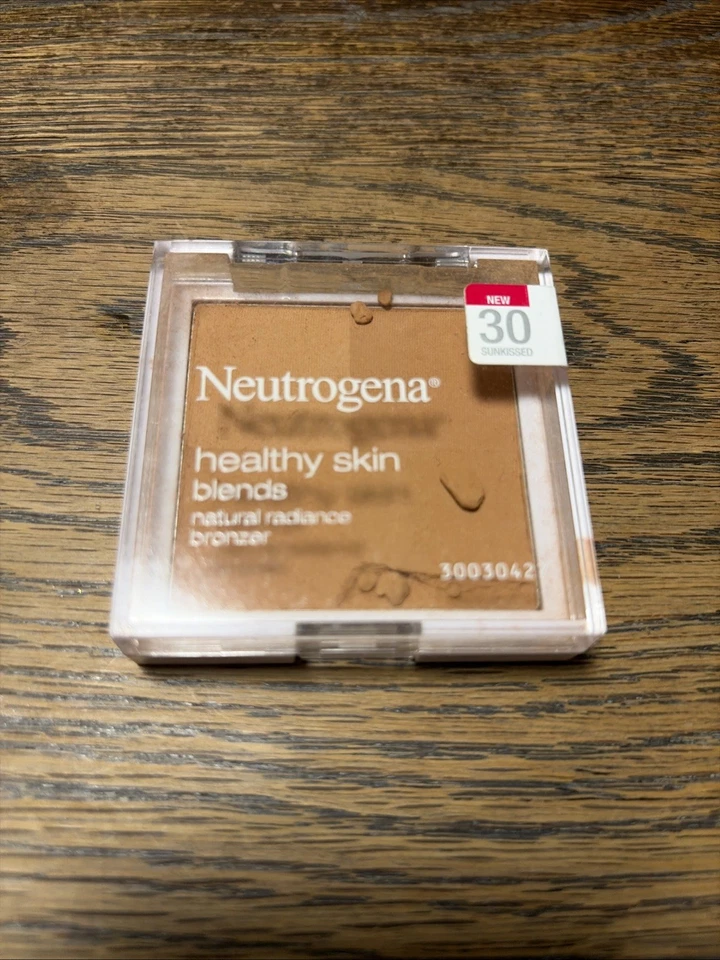 NEW
30
SUNKISSED
Neutrogena®
healthy skin
blends
natural radiance
bronzer
3003042